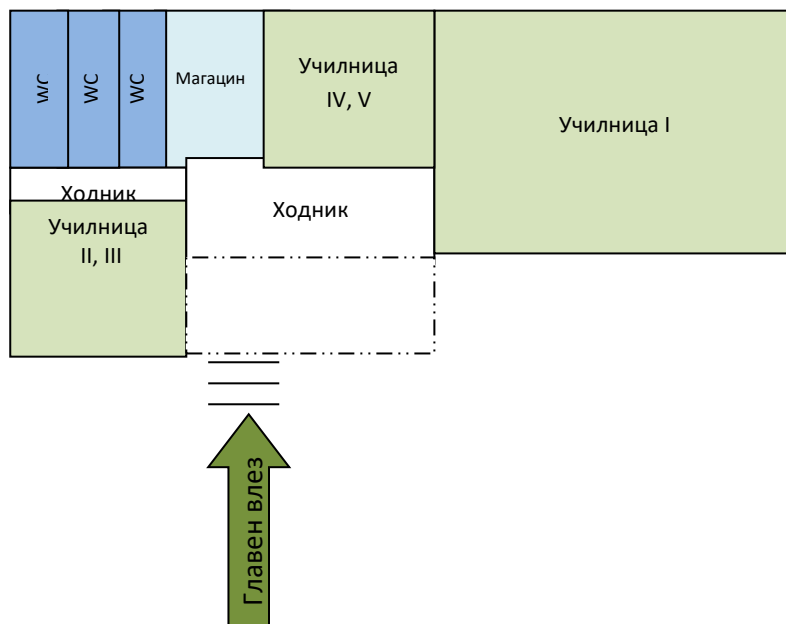 WC
WC
WC
Магацин
Училница
IV, V
Училница I
Ходник
Ходник
Училница
II, III
Главен влез